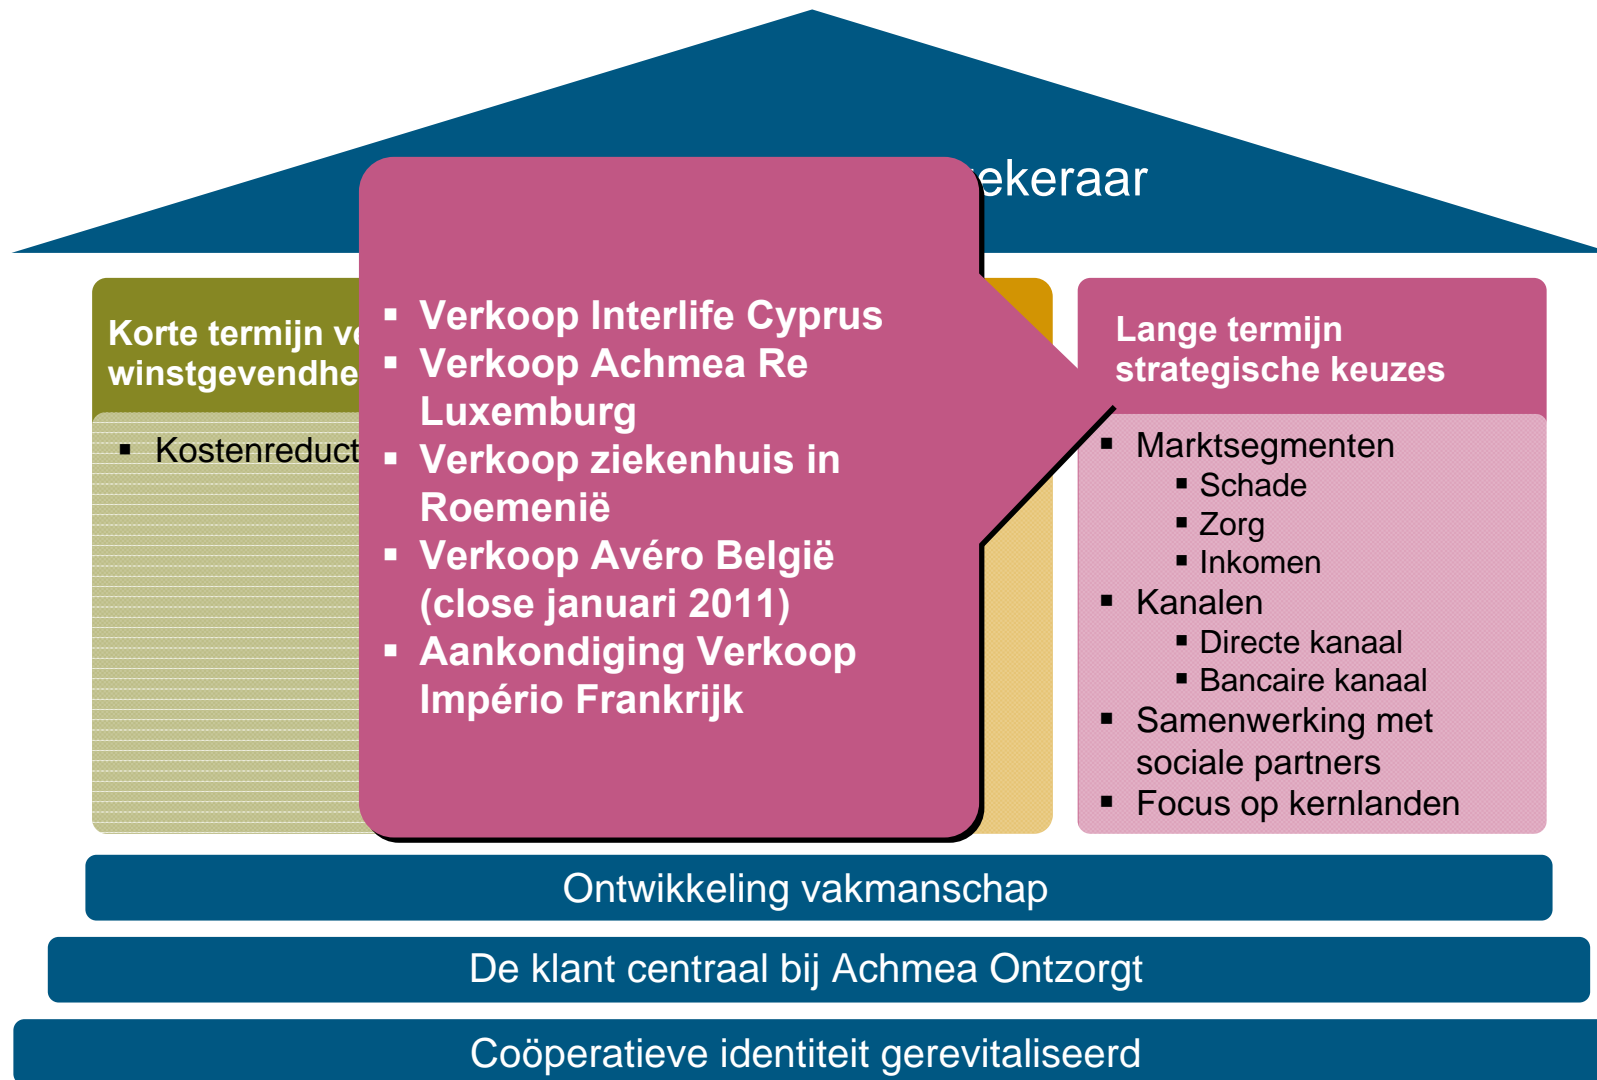 Korte termijn
winstgevendhe
▪ Kostenreduct
▪ Verkoop Interlife Cyprus
▪ Verkoop Achmea Re
Luxemburg
▪ Verkoop ziekenhuis in
Roemenië
▪ Verkoop Avéro België
(close januari 2011)
▪ Aankondiging Verkoop
Império Frankrijk
ekeraar
Lange termijn
strategische keuzes
▪ Marktsegmenten
▪ Schade
▪ Zorg
▪ Inkomen
▪ Kanalen
▪ Directe kanaal
▪ Bancaire kanaal
▪ Samenwerking met
sociale partners
▪ Focus op kernlanden
Ontwikkeling vakmanschap
De klant centraal bij Achmea Ontzorgt
Coöperatieve identiteit gerevitaliseerd